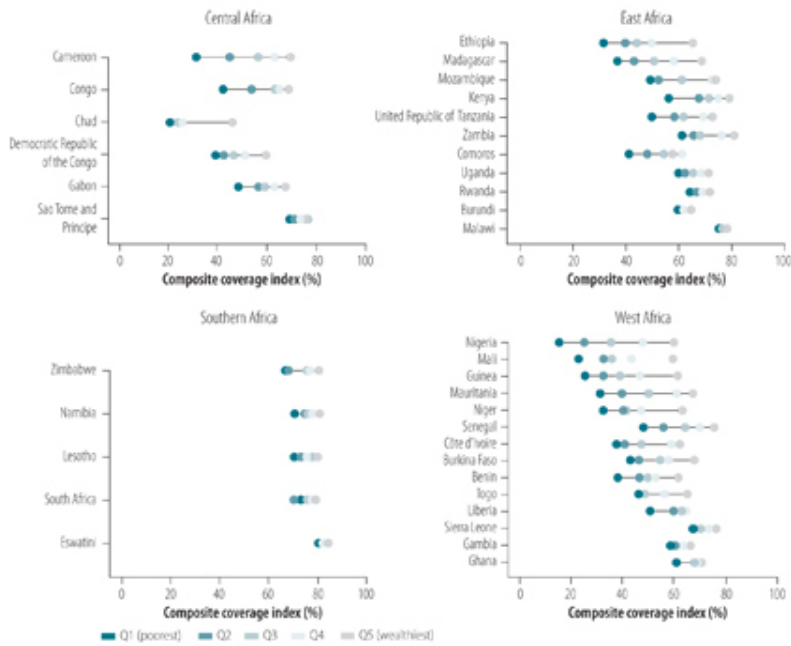 Central Africa
Cameroon
Congo
Chad
Democratic Republic
of the Congo
Gabon
Sao Tome and
Principe
0 20 40 60 80 100
Composite coverage index (%)
East Africa
Ethiopia
Madagascar
Mozambique
Kenya
United Republic of Tanzania
Zambia
Comoros
Uganda
Rwanda
Burundi
Malawi
0 20 40 60 80 100
Composite coverage index (%)
Southern Africa
Zimbabwe
Namibia
Lesotho
South Africa
Eswatini
0 20 40 60 80 100
Composite coverage index (%)
West Africa
Nigeria
Mali
Guinea
Mauritania
Niger
Senegal
Côte d'Ivoire
Burkina Faso
Benin
Togo
Liberia
Sierra Leone
Gambia
Ghana
0 20 40 60 80 100
Composite coverage index (%)
Q1 (poorest) Q2 Q3 Q4 Q5 (wealthiest)